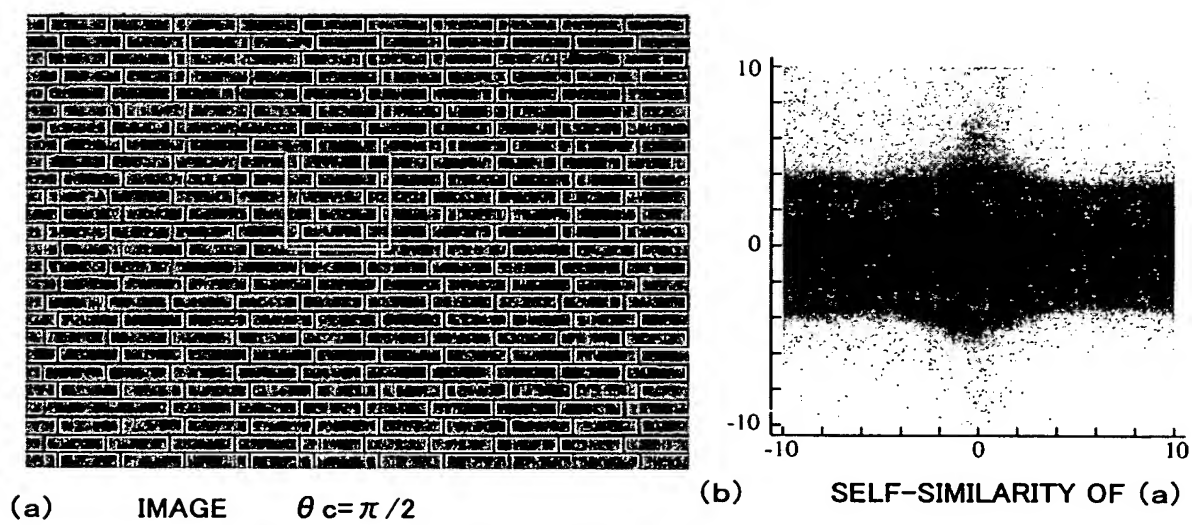 10
0
-10
-10 0 10
(a) IMAGE θc=π/2
(b) SELF-SIMILARITY OF (a)